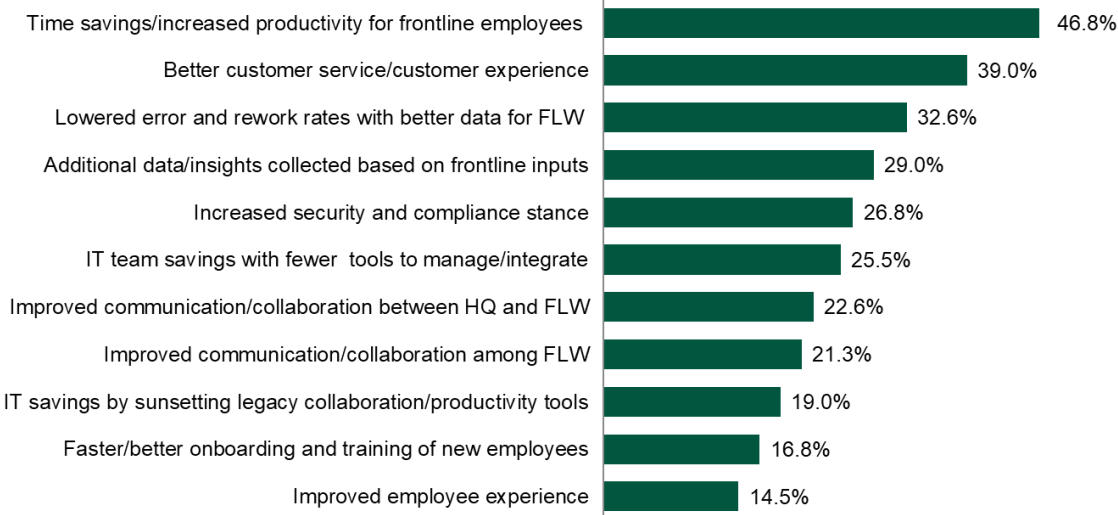 Time savings/increased productivity for frontline employees 46.8%
Better customer service/customer experience 39.0%
Lowered error and rework rates with better data for FLW 32.6%
Additional data/insights collected based on frontline inputs 29.0%
Increased security and compliance stance 26.8%
IT team savings with fewer tools to manage/integrate 25.5%
Improved communication/collaboration between HQ and FLW 22.6%
Improved communication/collaboration among FLW 21.3%
IT savings by sunsetting legacy collaboration/productivity tools 19.0%
Faster/better onboarding and training of new employees 16.8%
Improved employee experience 14.5%